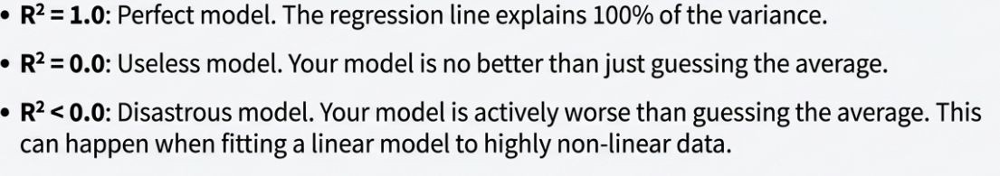 • R² = 1.0: Perfect model. The regression line explains 100% of the variance.
• R² = 0.0: Useless model. Your model is no better than just guessing the average.
• R² < 0.0: Disastrous model. Your model is actively worse than guessing the average. This
can happen when fitting a linear model to highly non-linear data.